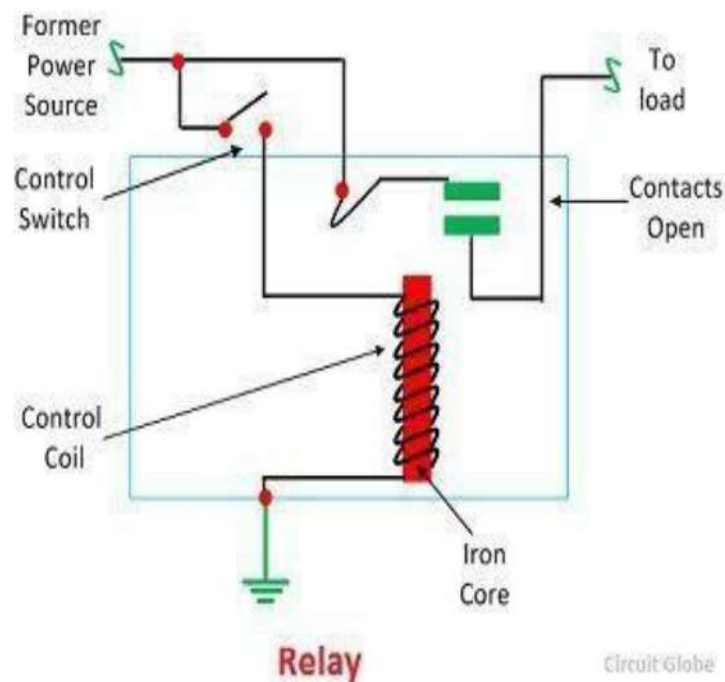 Former
Power
Source
To
load
Control
Switch
Contacts
Open
Control
Coil
Iron
Core
Relay
Circuit Globe